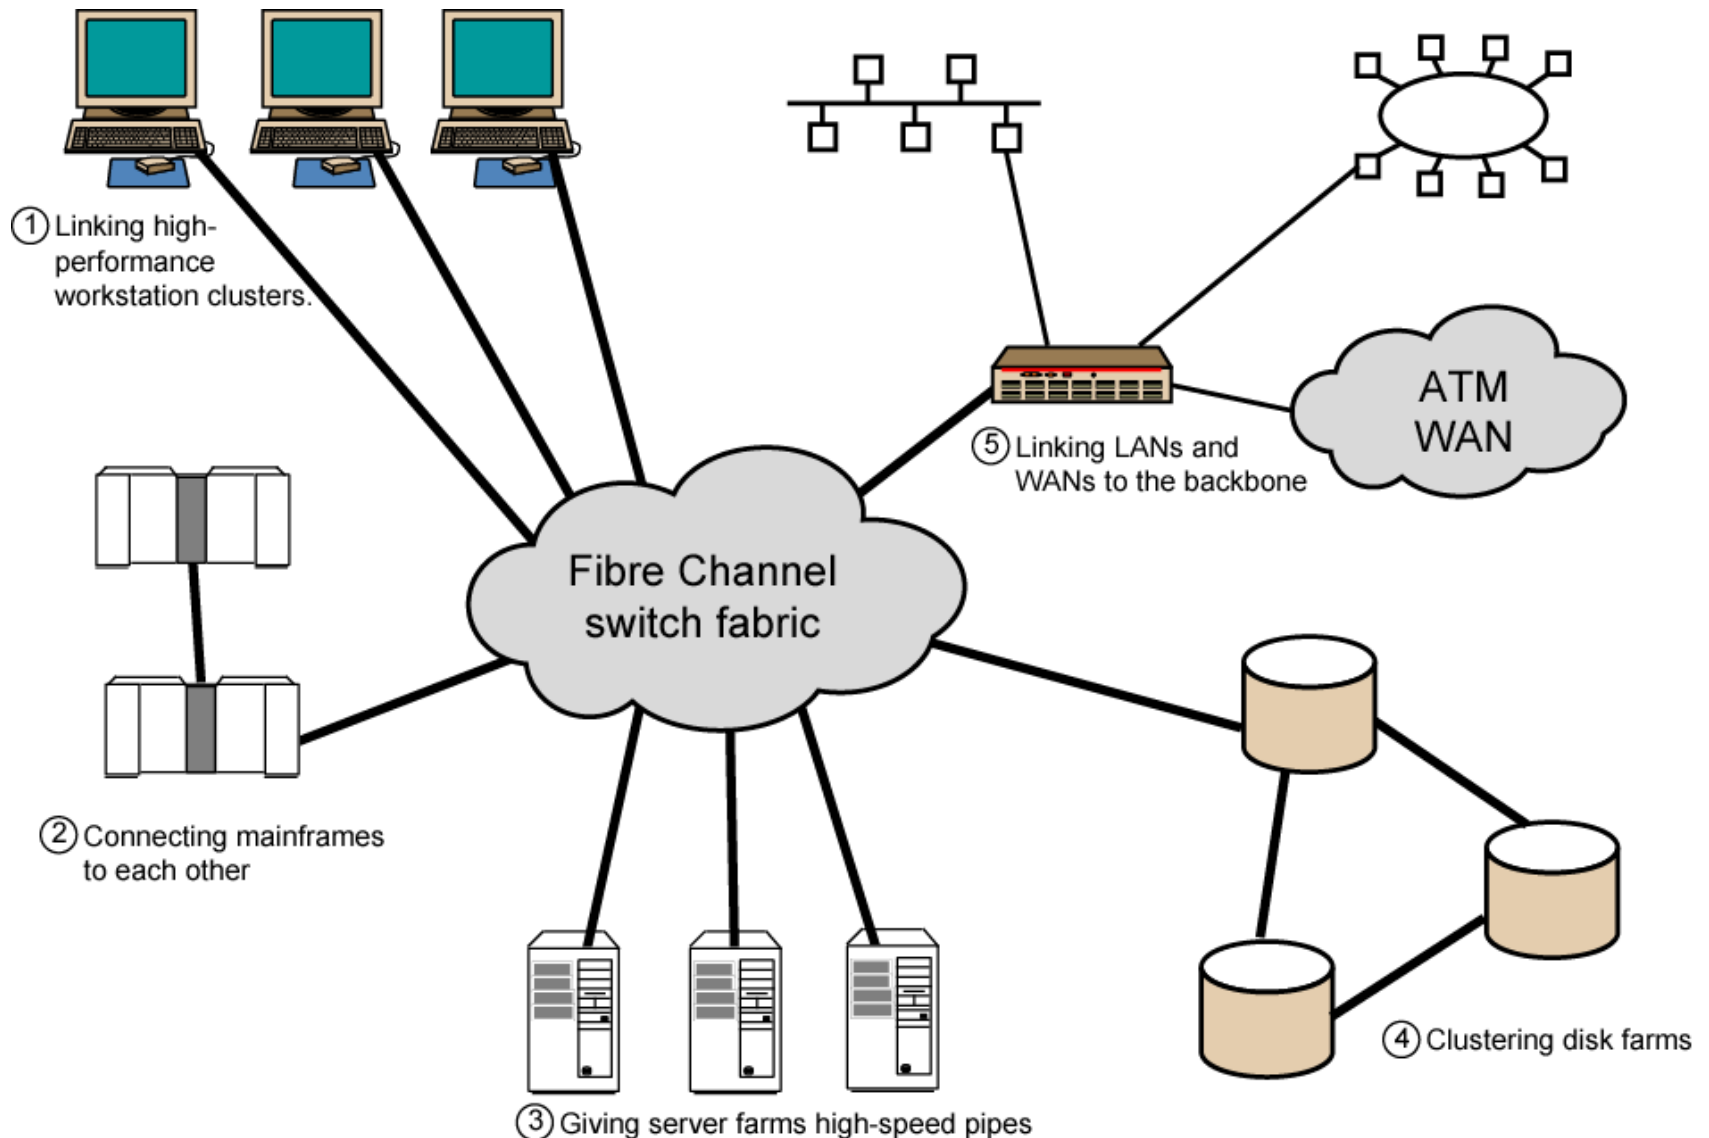 ① Linking high-
performance
workstation clusters.
ATM
WAN
⑤ Linking LANs and
WANs to the backbone
Fibre Channel
switch fabric
② Connecting mainframes
to each other
④ Clustering disk farms
③ Giving server farms high-speed pipes